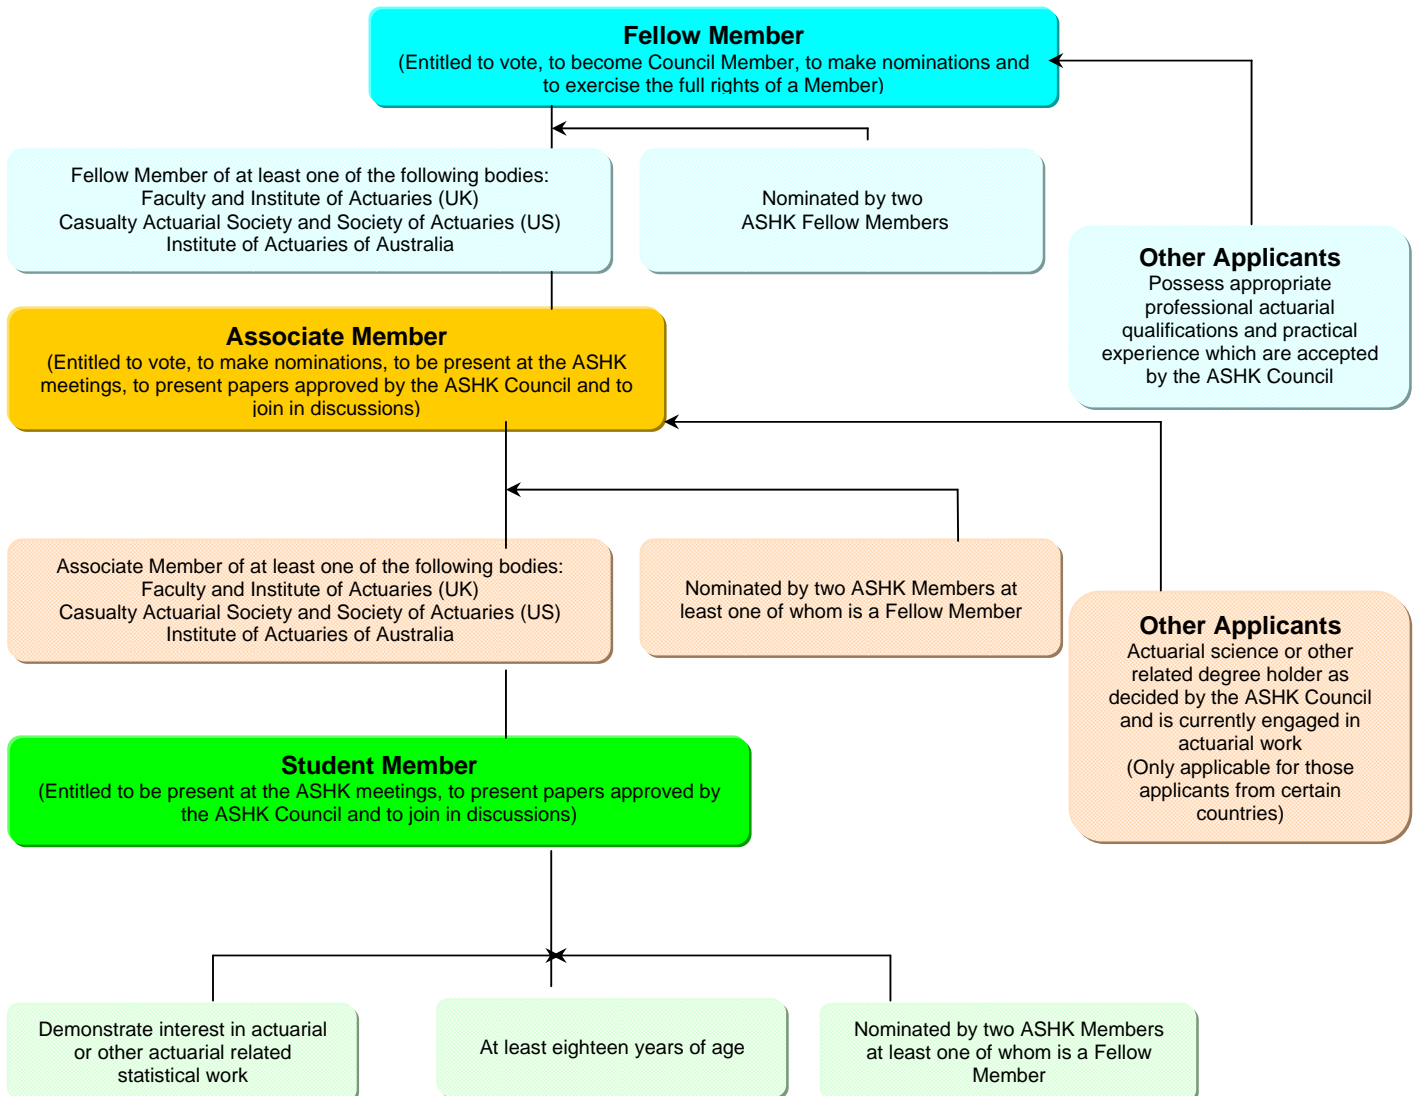 Fellow Member
(Entitled to vote, to become Council Member, to make nominations and
to exercise the full rights of a Member)
Fellow Member of at least one of the following bodies:
Faculty and Institute of Actuaries (UK)
Casualty Actuarial Society and Society of Actuaries (US)
Institute of Actuaries of Australia
Nominated by two
ASHK Fellow Members
Other Applicants
Possess appropriate
professional actuarial
qualifications and practical
experience which are accepted
by the ASHK Council
Associate Member
(Entitled to vote, to make nominations, to be present at the ASHK
meetings, to present papers approved by the ASHK Council and to
join in discussions)
Associate Member of at least one of the following bodies:
Faculty and Institute of Actuaries (UK)
Casualty Actuarial Society and Society of Actuaries (US)
Institute of Actuaries of Australia
Nominated by two ASHK Members at
least one of whom is a Fellow Member
Other Applicants
Actuarial science or other
related degree holder as
decided by the ASHK Council
and is currently engaged in
actuarial work
(Only applicable for those
applicants from certain
countries)
Student Member
(Entitled to be present at the ASHK meetings, to present papers approved by
the ASHK Council and to join in discussions)
Demonstrate interest in actuarial
or other actuarial related
statistical work
At least eighteen years of age
Nominated by two ASHK Members
at least one of whom is a Fellow
Member